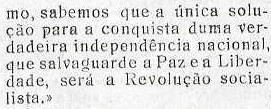 mo, sabemos que a única solu-
ção para a conquista duma ver-
dadeira independência nacional,
que salvaguarde a Paz e a Liber-
dade, será a Revolução socia-
lista.»